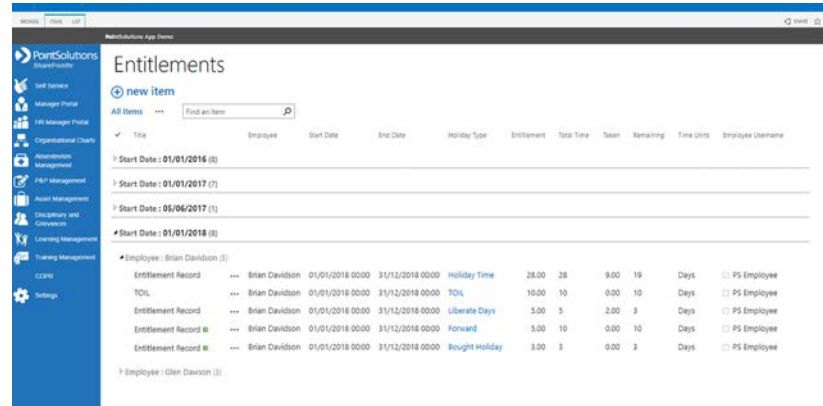 BROWSE ITEMS LIST SHARE
PointSolutions App Demo
PointSolutions
SharePoint
Entitlements
new item
All Items ••• Find an item
Title Employee Start Date End Date Holiday Type Entitlement Total Time Taken Remaining Time Units Employee Username
Start Date : 01/01/2016 (8)
Start Date : 01/01/2017 (7)
Start Date : 05/06/2017 (1)
Start Date : 01/01/2018 (8)
Employee : Brian Davidson (5)
Entitlement Record ••• Brian Davidson 01/01/2018 00:00 31/12/2018 00:00 Holiday Time 28.00 28 9.00 19 Days PS Employee
TOIL ••• Brian Davidson 01/01/2018 00:00 31/12/2018 00:00 TOIL 10.00 10 0.00 10 Days PS Employee
Entitlement Record ••• Brian Davidson 01/01/2018 00:00 31/12/2018 00:00 Liberate Days 5.00 5 2.00 3 Days PS Employee
Entitlement Record ••• Brian Davidson 01/01/2018 00:00 31/12/2018 00:00 Forward 5.00 10 0.00 10 Days PS Employee
Entitlement Record ••• Brian Davidson 01/01/2018 00:00 31/12/2018 00:00 Bought Holiday 3.00 3 0.00 3 Days PS Employee
Employee : Glen Dawson (3)
Self Service
Manager Portal
HR Manager Portal
Organisational Charts
Absenteeism
Management
P&P Management
Asset Management
Disciplinary and
Grievances
Learning Management
Training Management
GDPR
Settings